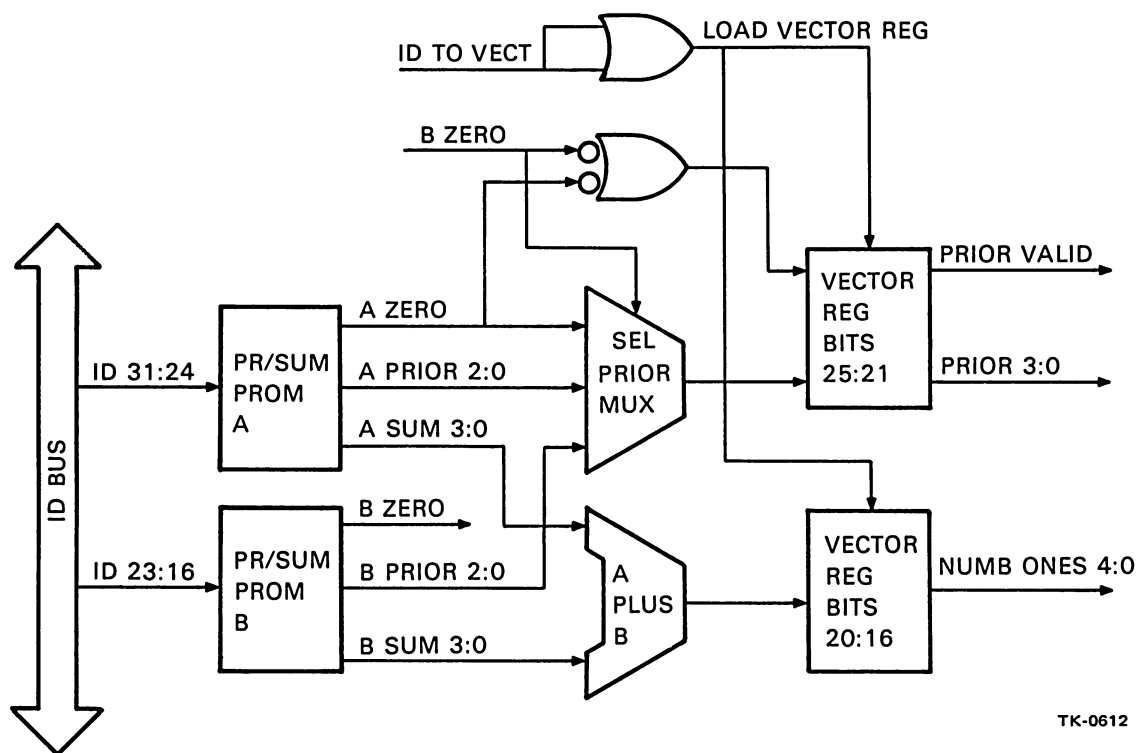 LOAD VECTOR REG
ID TO VECT
B ZERO
PRIOR VALID
VECTOR
REG
BITS
25:21
PRIOR 3:0
A ZERO
SEL
PRIOR
MUX
PR/SUM
PROM
A
ID 31:24
A PRIOR 2:0
A SUM 3:0
ID BUS
B ZERO
PR/SUM
PROM
B
ID 23:16
B PRIOR 2:0
B SUM 3:0
A
PLUS
B
VECTOR
REG
BITS
20:16
NUMB ONES 4:0
TK-0612